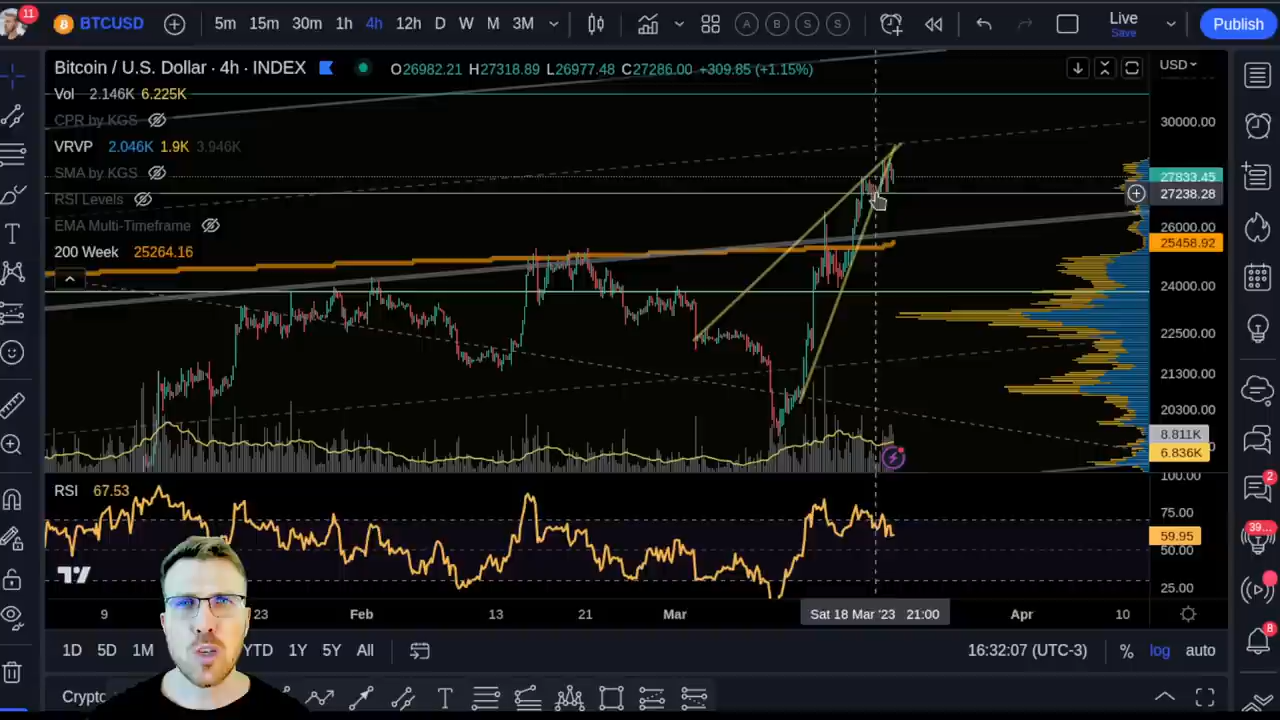 11
BTCUSD 5m 15m 30m 1h 4h 12h D W M 3M A B S S Live Save Publish
Bitcoin / U.S. Dollar · 4h · INDEX O26982.21 H27318.89 L26977.48 C27286.00 +309.85 (+1.15%) USD
Vol 2.146K 6.225K
CPR by KGS
30000.00
VRVP 2.046K 1.9K 3.946K
SMA by KGS
27833.45
RSI Levels
27238.28
EMA Multi-Timeframe
26000.00
200 Week 25264.16
25458.92
24000.00
22500.00
21300.00
20300.00
8.811K
6.836K
100.00
RSI 67.53
75.00
59.95
50.00
25.00
2
39...
8
9 23 Feb 13 21 Mar Sat 18 Mar '23 21:00 Apr 10
1D 5D 1M YTD 1Y 5Y All 16:32:07 (UTC-3) % log auto
Crypto
T